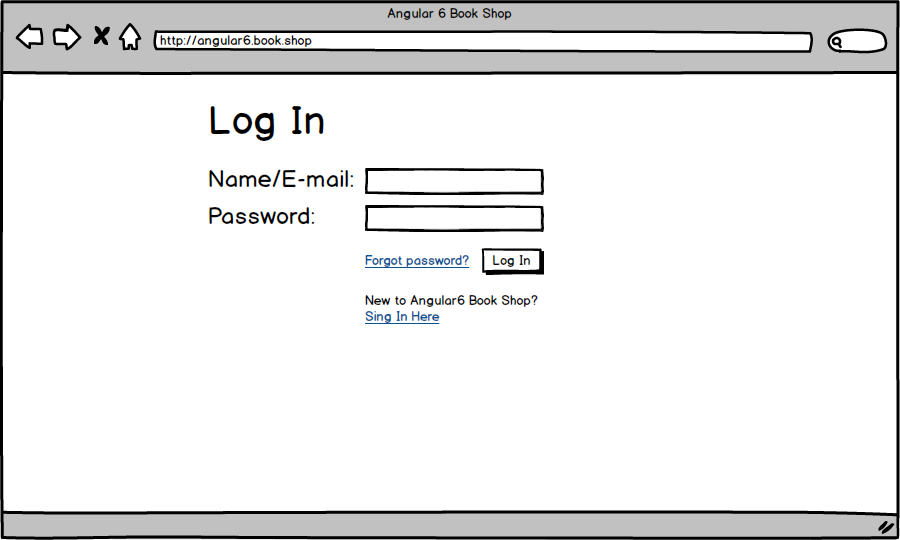 Angular 6 Book Shop
http://angular6.book.shop
Log In
Name/E-mail:
Password:
Forgot password? Log In
New to Angular6 Book Shop?
Sing In Here